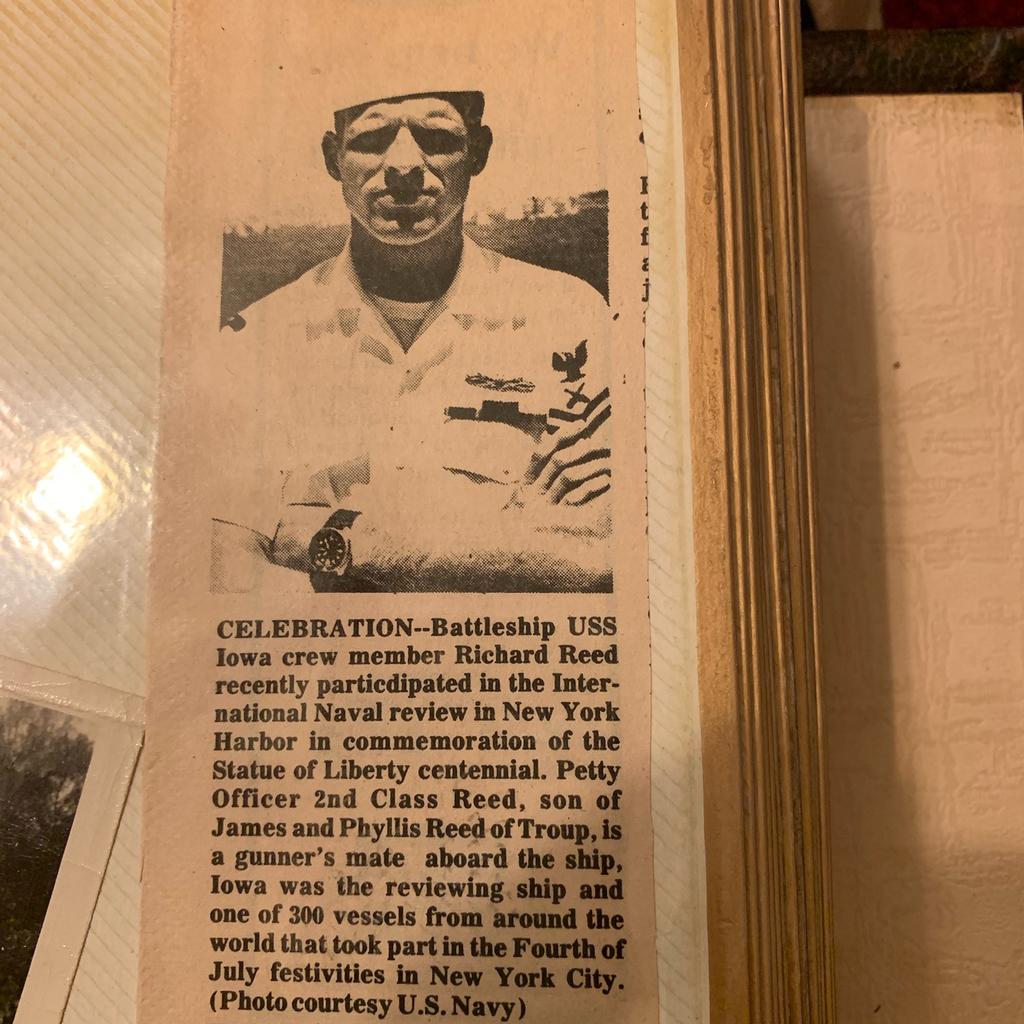 CELEBRATION--Battleship USS
Iowa crew member Richard Reed
recently particdipated in the Inter-
national Naval review in New York
Harbor in commemoration of the
Statue of Liberty centennial. Petty
Officer 2nd Class Reed, son of
James and Phyllis Reed of Troup, is
a gunner's mate aboard the ship,
Iowa was the reviewing ship and
one of 300 vessels from around the
world that took part in the Fourth of
July festivities in New York City.
(Photo courtesy U.S. Navy)